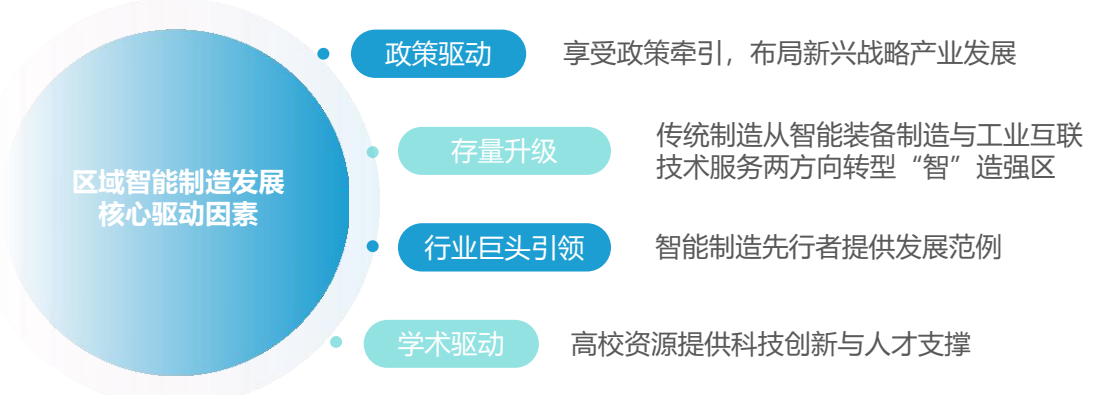 区域智能制造发展
核心驱动因素
政策驱动
享受政策牵引，布局新兴战略产业发展
存量升级
传统制造从智能装备制造与工业互联
技术服务两方向转型“智”造强区
行业巨头引领
智能制造先行者提供发展范例
学术驱动
高校资源提供科技创新与人才支撑